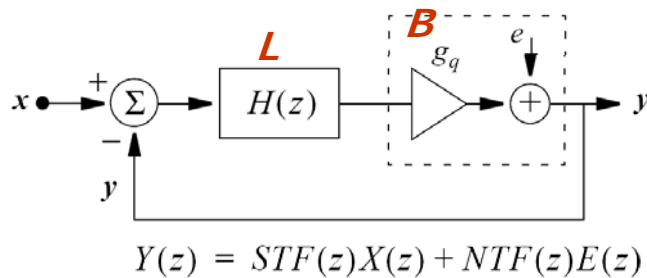 L B
g_q e
x + Σ H(z) + y
−
y
Y(z) = STF(z)X(z) + NTF(z)E(z)